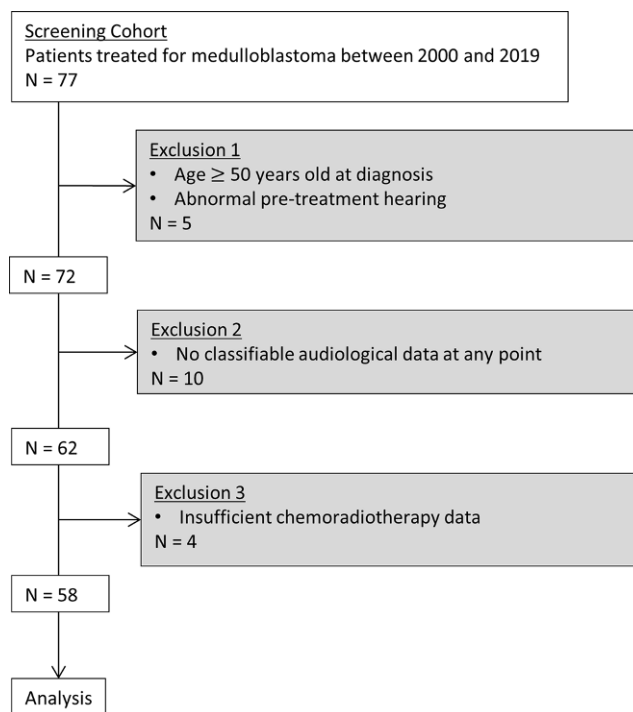 Screening Cohort
Patients treated for medulloblastoma between 2000 and 2019
N = 77
Exclusion 1
• Age ≥ 50 years old at diagnosis
• Abnormal pre-treatment hearing
N = 5
N = 72
Exclusion 2
• No classifiable audiological data at any point
N = 10
N = 62
Exclusion 3
• Insufficient chemoradiotherapy data
N = 4
N = 58
Analysis